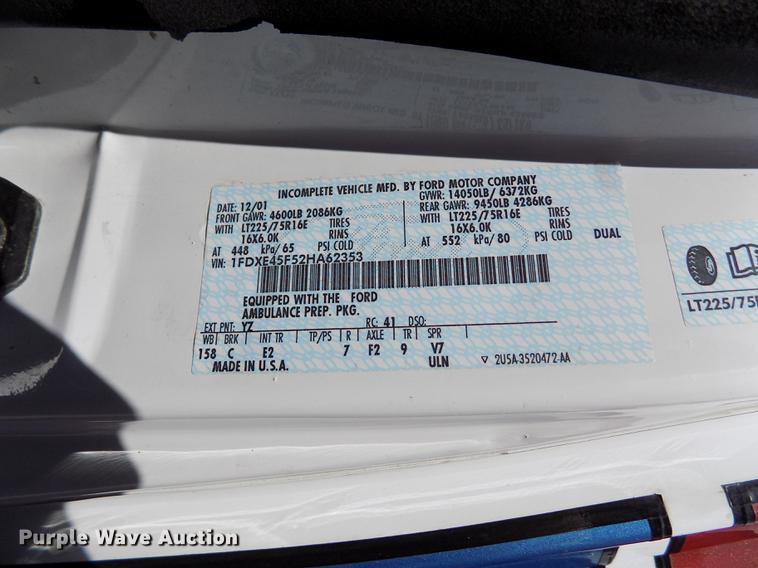 INCOMPLETE VEHICLE MFD. BY FORD MOTOR COMPANY
DATE: 12/01 GVWR: 14050LB/ 6372KG
FRONT GAWR: 4600LB 2086KG REAR GAWR: 9450LB 4286KG
WITH LT225/75R16E TIRES WITH LT225/75R16E TIRES
16X6.0K RIMS 16X6.0K RIMS
AT 448 kPa/ 65 PSI COLD AT 552 kPa/ 80 PSI COLD DUAL
VIN: 1FDXE45F52HA62353
EQUIPPED WITH THE FORD
AMBULANCE PREP. PKG.
EXT PNT: YZ RC: 41 DSO:
WB BRK INT TR TP/PS R AXLE TR SPR
158 C E2 7 F2 9 V7
MADE IN U.S.A. ULN 2U5A-3520472-AA
LT225/75R
Purple Wave Auction